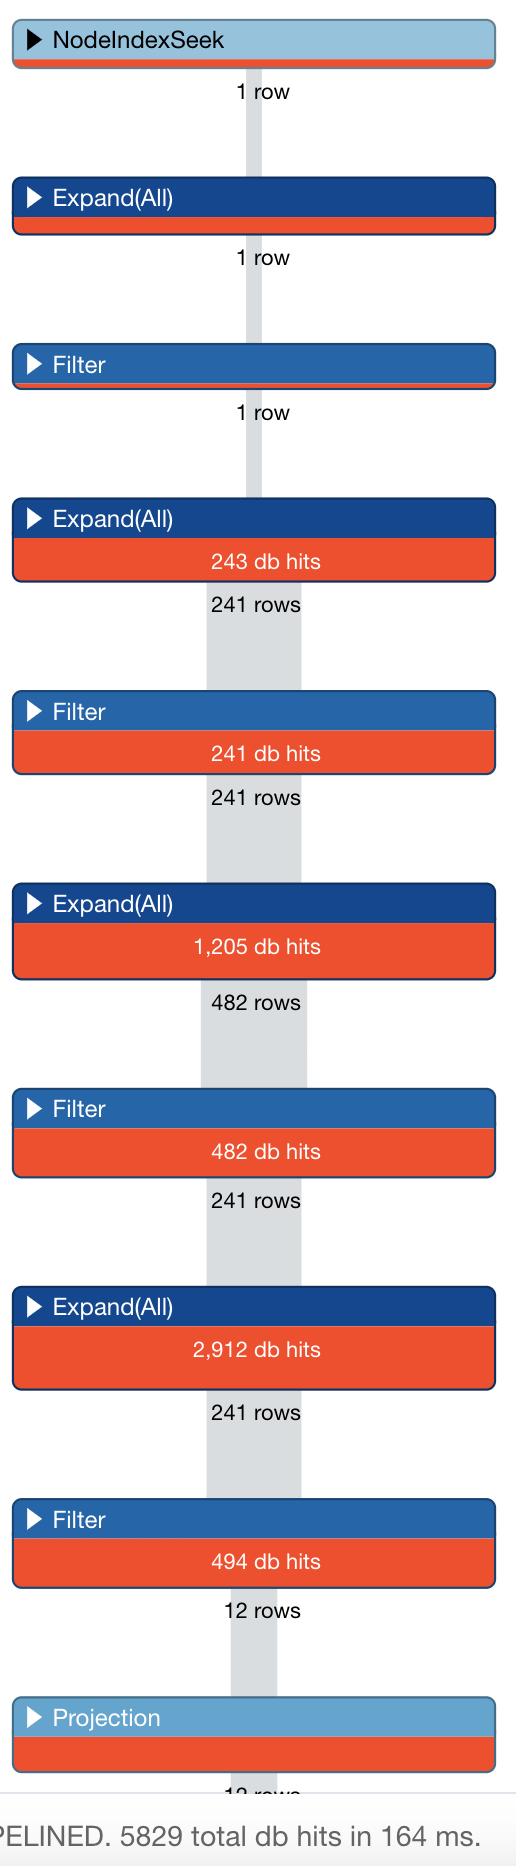 NodeIndexSeek
1 row
Expand(All)
1 row
Filter
1 row
Expand(All)
243 db hits
241 rows
Filter
241 db hits
241 rows
Expand(All)
1,205 db hits
482 rows
Filter
482 db hits
241 rows
Expand(All)
2,912 db hits
241 rows
Filter
494 db hits
12 rows
Projection
12 rows
PELINED. 5829 total db hits in 164 ms.